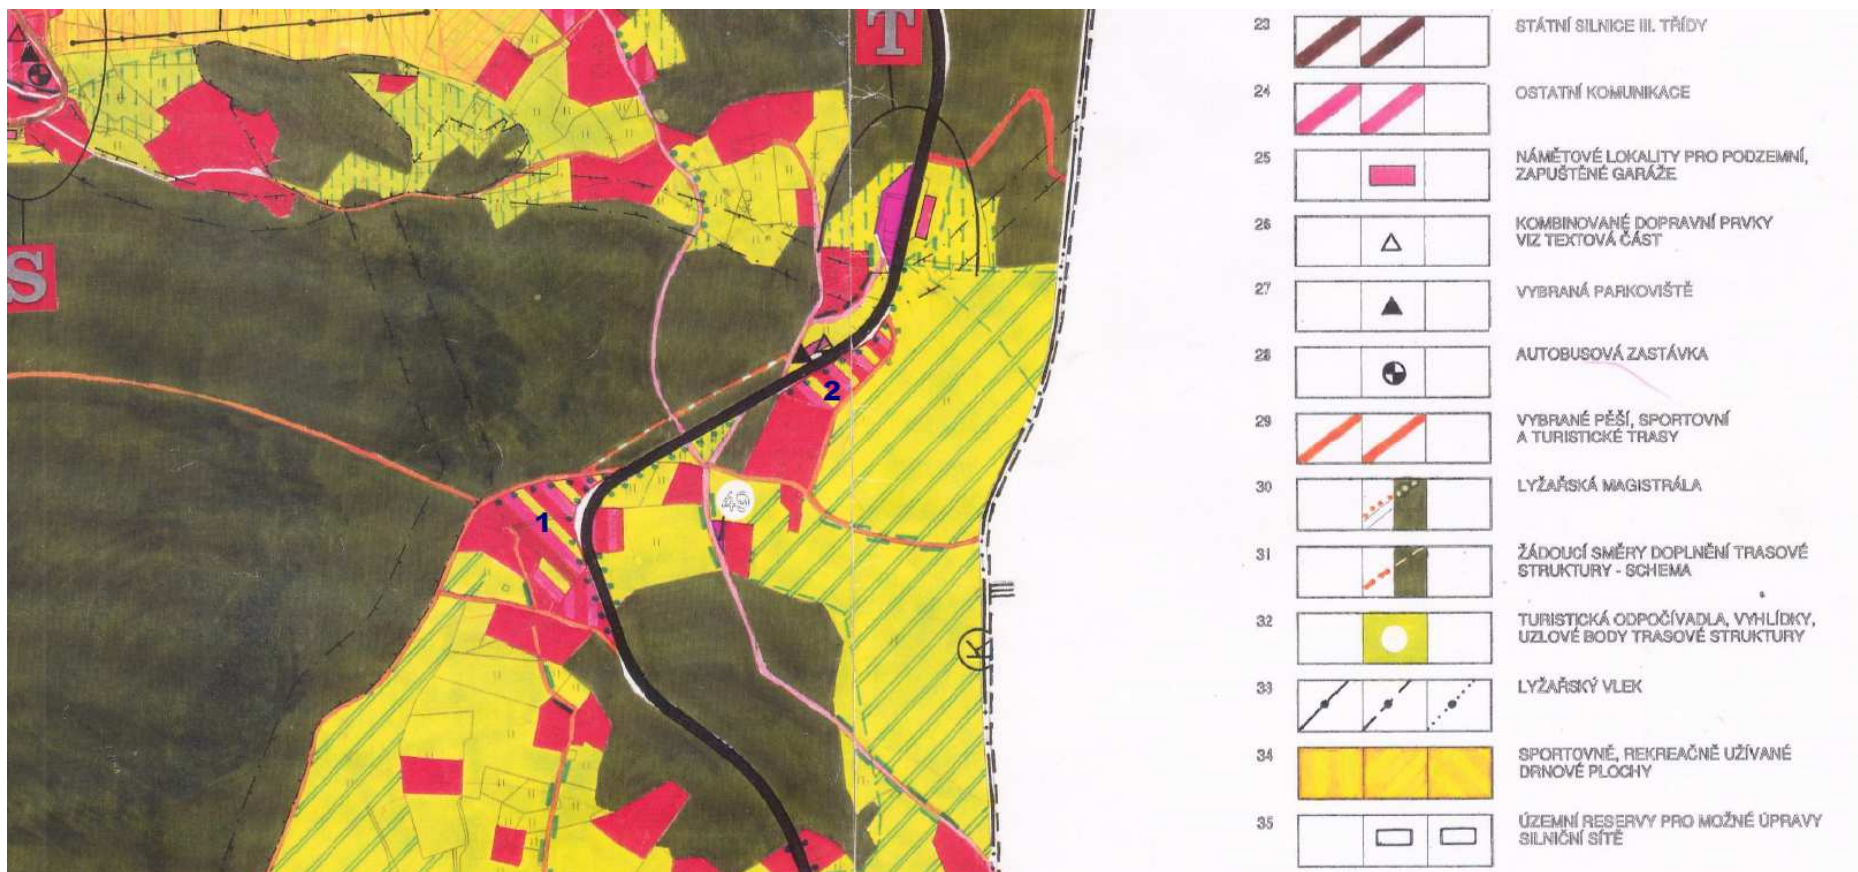 T
S
2
1
49
K
23 STÁTNÍ SILNICE III. TŘÍDY
24 OSTATNÍ KOMUNIKACE
25 NÁMĚTOVÉ LOKALITY PRO PODZEMNÍ,
ZAPUŠTĚNÉ GARÁŽE
26 KOMBINOVANÉ DOPRAVNÍ PRVKY
VIZ TEXTOVÁ ČÁST
27 VYBRANÁ PARKOVIŠTĚ
28 AUTOBUSOVÁ ZASTÁVKA
29 VYBRANÉ PĚŠÍ, SPORTOVNÍ
A TURISTICKÉ TRASY
30 LYŽAŘSKÁ MAGISTRÁLA
31 ŽÁDOUCÍ SMĚRY DOPLNĚNÍ TRASOVÉ
STRUKTURY - SCHEMA
32 TURISTICKÁ ODPOČÍVADLA, VYHLÍDKY,
UZLOVÉ BODY TRASOVÉ STRUKTURY
33 LYŽAŘSKÝ VLEK
34 SPORTOVNĚ, REKREAČNĚ UŽÍVANÉ
DRNOVÉ PLOCHY
35 ÚZEMNÍ RESERVY PRO MOŽNÉ ÚPRAVY
SILNIČNÍ SÍTĚ